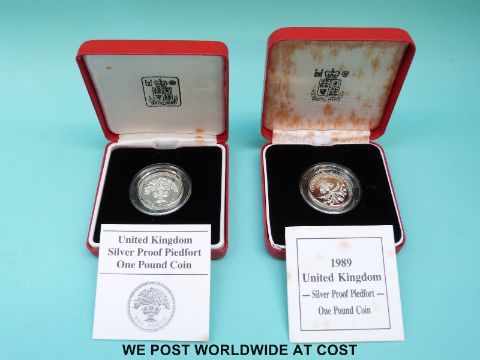 United Kingdom
Silver Proof Piedfort
One Pound Coin
1989
United Kingdom
— Silver Proof Piedfort —
One Pound Coin
WE POST WORLDWIDE AT COST